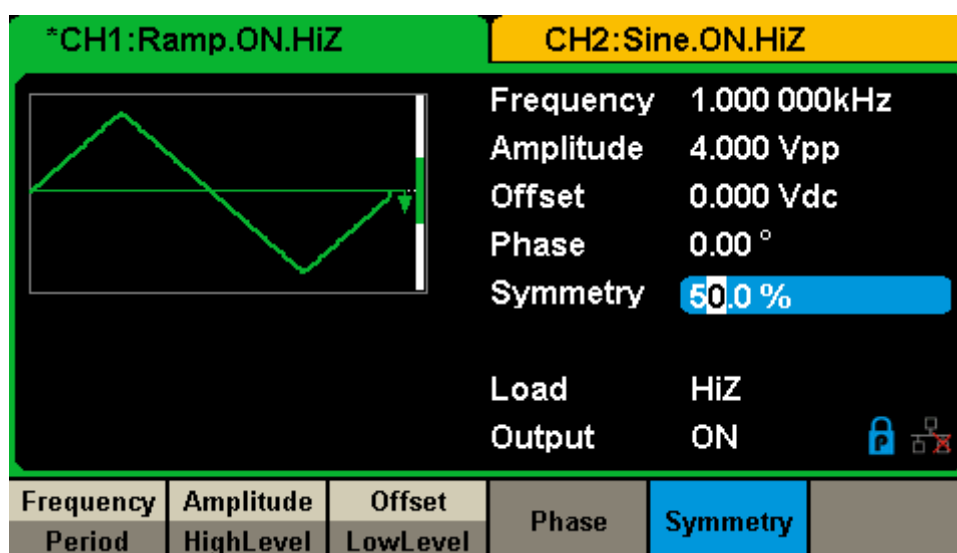 *CH1:Ramp.ON.HiZ CH2:Sine.ON.HiZ
Frequency 1.000 000kHz
Amplitude 4.000 Vpp
Offset 0.000 Vdc
Phase 0.00 °
Symmetry 50.0 %
Load HiZ
Output ON P
Frequency Amplitude Offset Phase Symmetry
Period HighLevel LowLevel